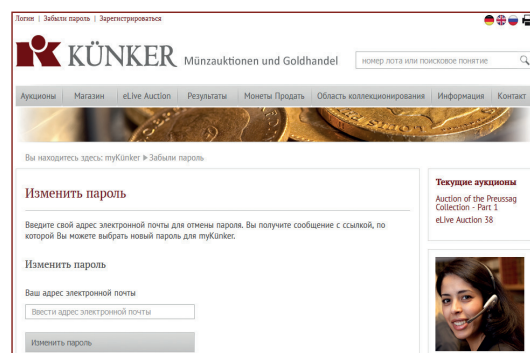 Логин | Забыли пароль | Зарегистрироваться
KÜNKER Münzauktionen und Goldhandel
номер лота или поисковое понятие
Аукционы Магазин eLive Auction Результаты Монеты Продать Область коллекционирования Информация Контакт
Вы находитесь здесь: myKünker ▶ Забыли пароль
Изменить пароль
Введите свой адрес электронной почты для отмены пароля. Вы получите сообщение с ссылкой, по
которой Вы можете выбрать новый пароль для myKünker.
Изменить пароль
Ваш адрес электронной почты
Ввести адрес электронной почты
Изменить пароль
Текущие аукционы
Auction of the Preussag
Collection - Part 1
eLive Auction 38